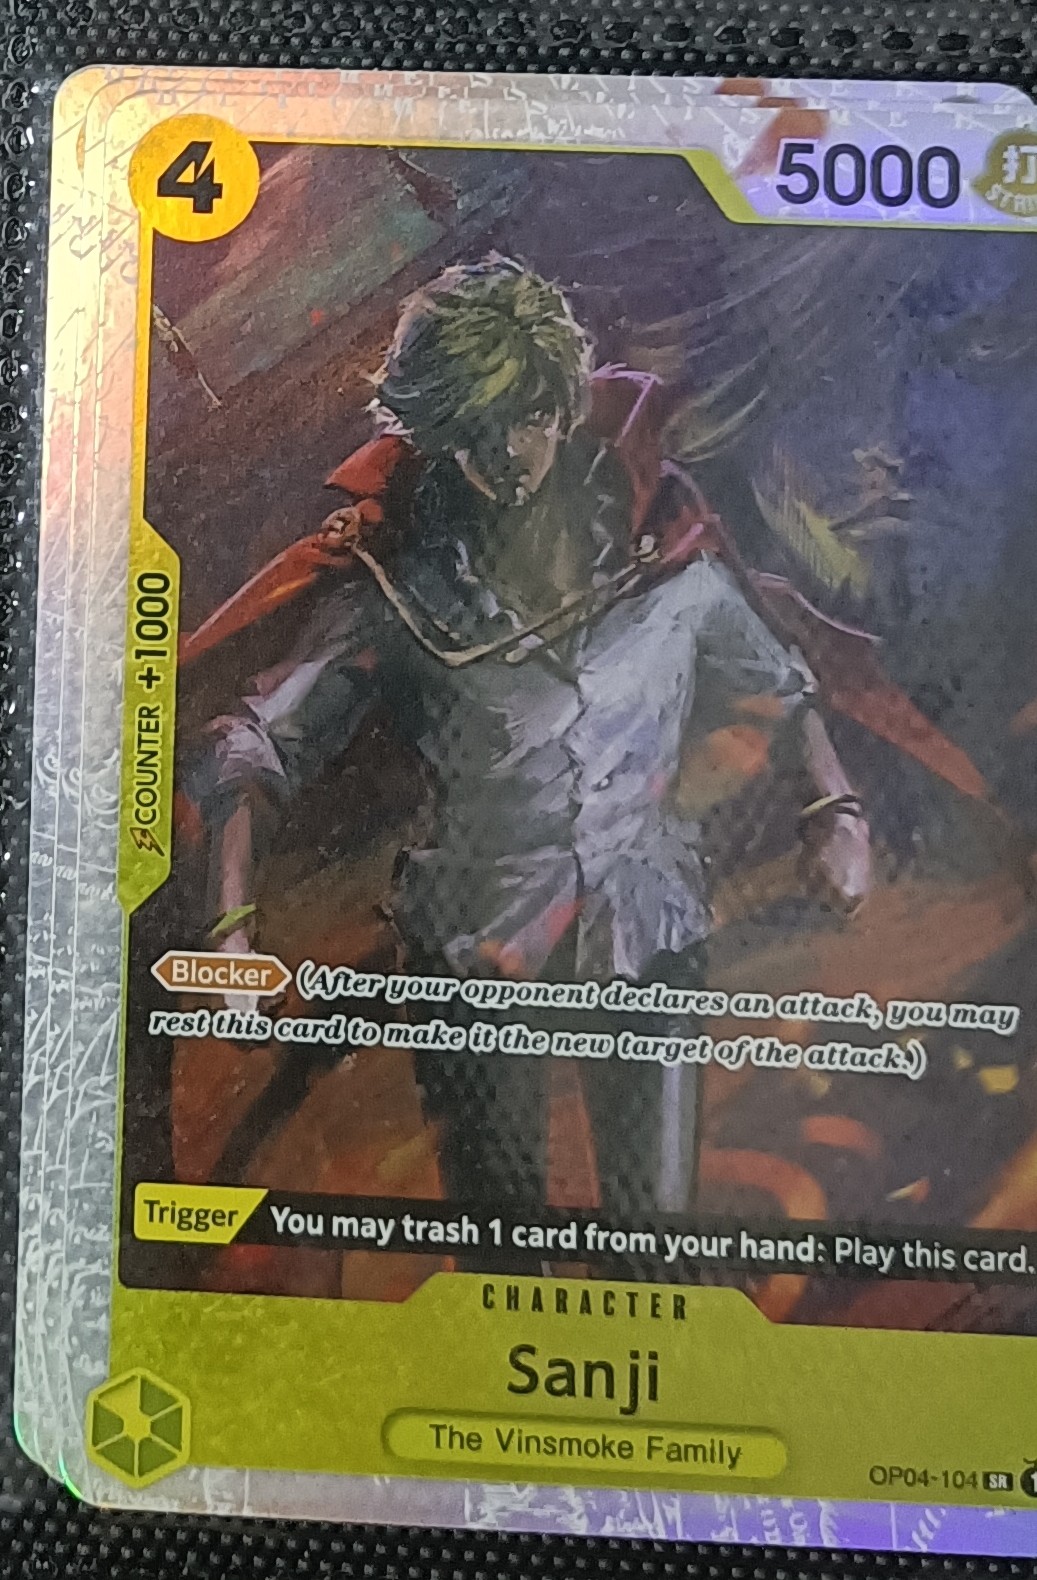 4
5000
打
COUNTER +1000
Blocker (After your opponent declares an attack, you may
rest this card to make it the new target of the attack.)
Trigger You may trash 1 card from your hand: Play this card.
CHARACTER
Sanji
The Vinsmoke Family
OP04-104 SR